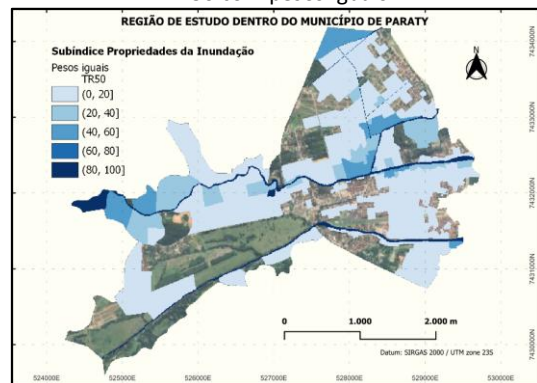 REGIÃO DE ESTUDO DENTRO DO MUNICÍPIO DE PARATY
Subíndice Propriedades da Inundação
Pesos iguais
TR50
(0, 20]
(20, 40]
(40, 60]
(60, 80]
(80, 100]
N
7434000N
7433000N
7432000N
7431000N
7430000N
0 1.000 2.000 m
Datum: SIRGAS 2000 / UTM zone 23S
524000E 525000E 526000E 527000E 528000E 529000E 530000E